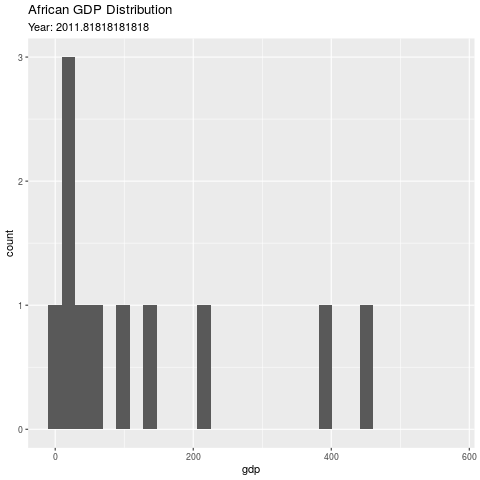 African GDP Distribution
Year: 2011.81818181818
3
2
1
0
count
0 200 400 600
gdp